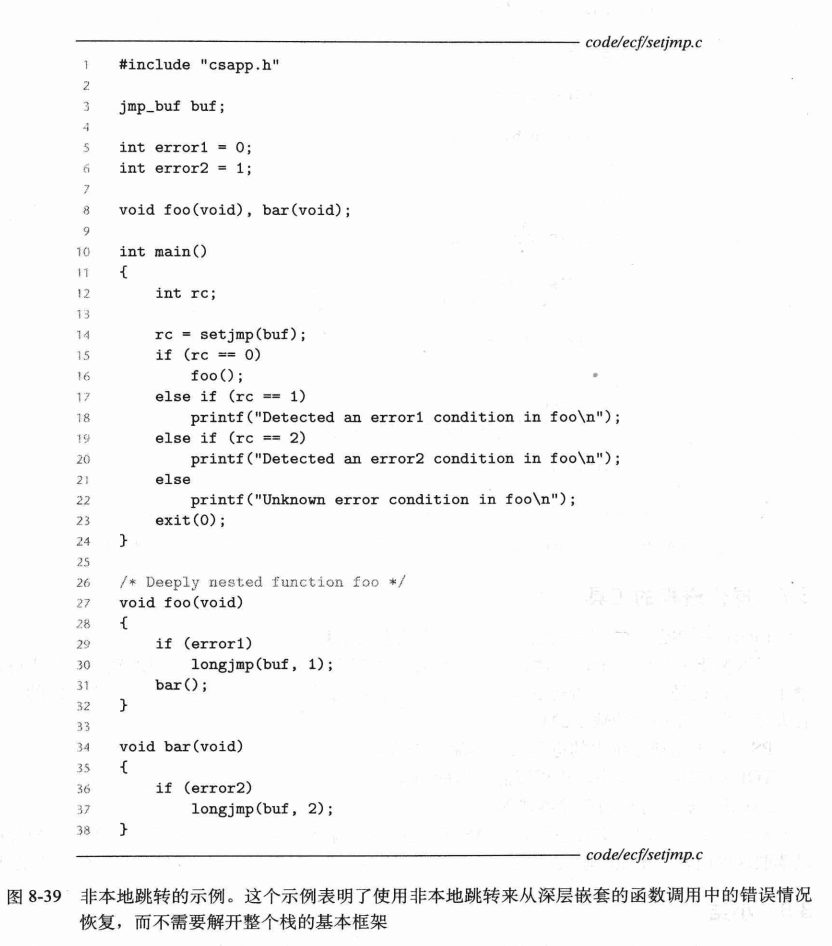 code/ecf/setjmp.c
1 #include "csapp.h"
2
3 jmp_buf buf;
4
5 int error1 = 0;
6 int error2 = 1;
7
8 void foo(void), bar(void);
9
10 int main()
11 {
12 int rc;
13
14 rc = setjmp(buf);
15 if (rc == 0)
16 foo();
17 else if (rc == 1)
18 printf("Detected an error1 condition in foo\n");
19 else if (rc == 2)
20 printf("Detected an error2 condition in foo\n");
21 else
22 printf("Unknown error condition in foo\n");
23 exit(0);
24 }
25
26 /* Deeply nested function foo */
27 void foo(void)
28 {
29 if (error1)
30 longjmp(buf, 1);
31 bar();
32 }
33
34 void bar(void)
35 {
36 if (error2)
37 longjmp(buf, 2);
38 }
code/ecf/setjmp.c
图 8-39 非本地跳转的示例。这个示例表明了使用非本地跳转来从深层嵌套的函数调用中的错误情况
恢复，而不需要解开整个栈的基本框架